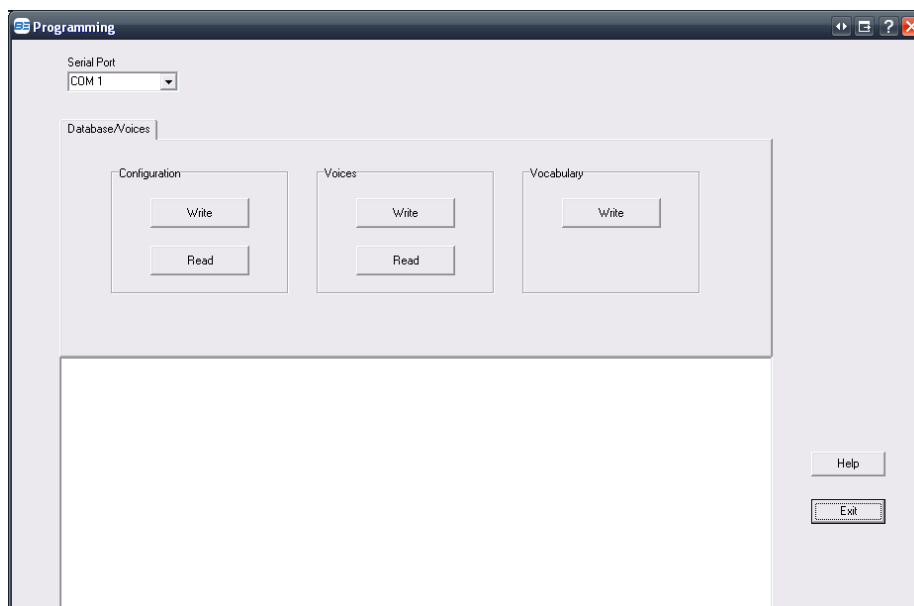 Programming
Serial Port
COM 1
Database/Voices
Configuration
Voices
Vocabulary
Write
Write
Write
Read
Read
Help
Exit